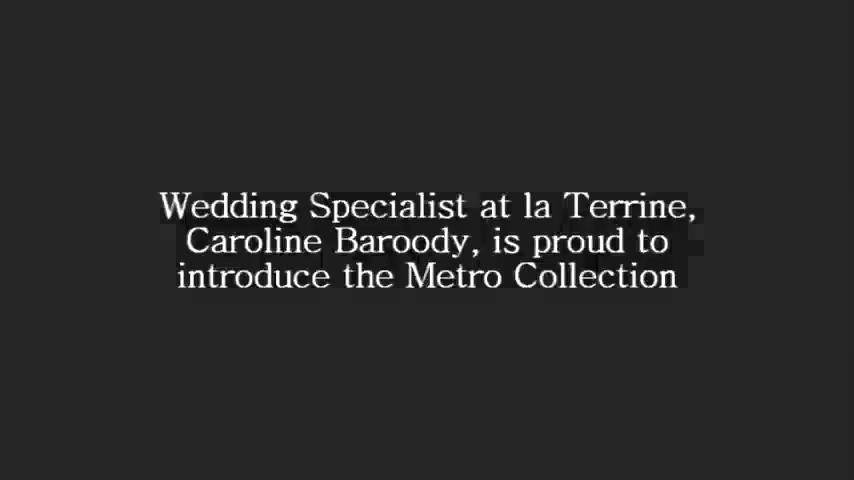 Wedding Specialist at la Terrine,
Caroline Baroody, is proud to
introduce the Metro Collection